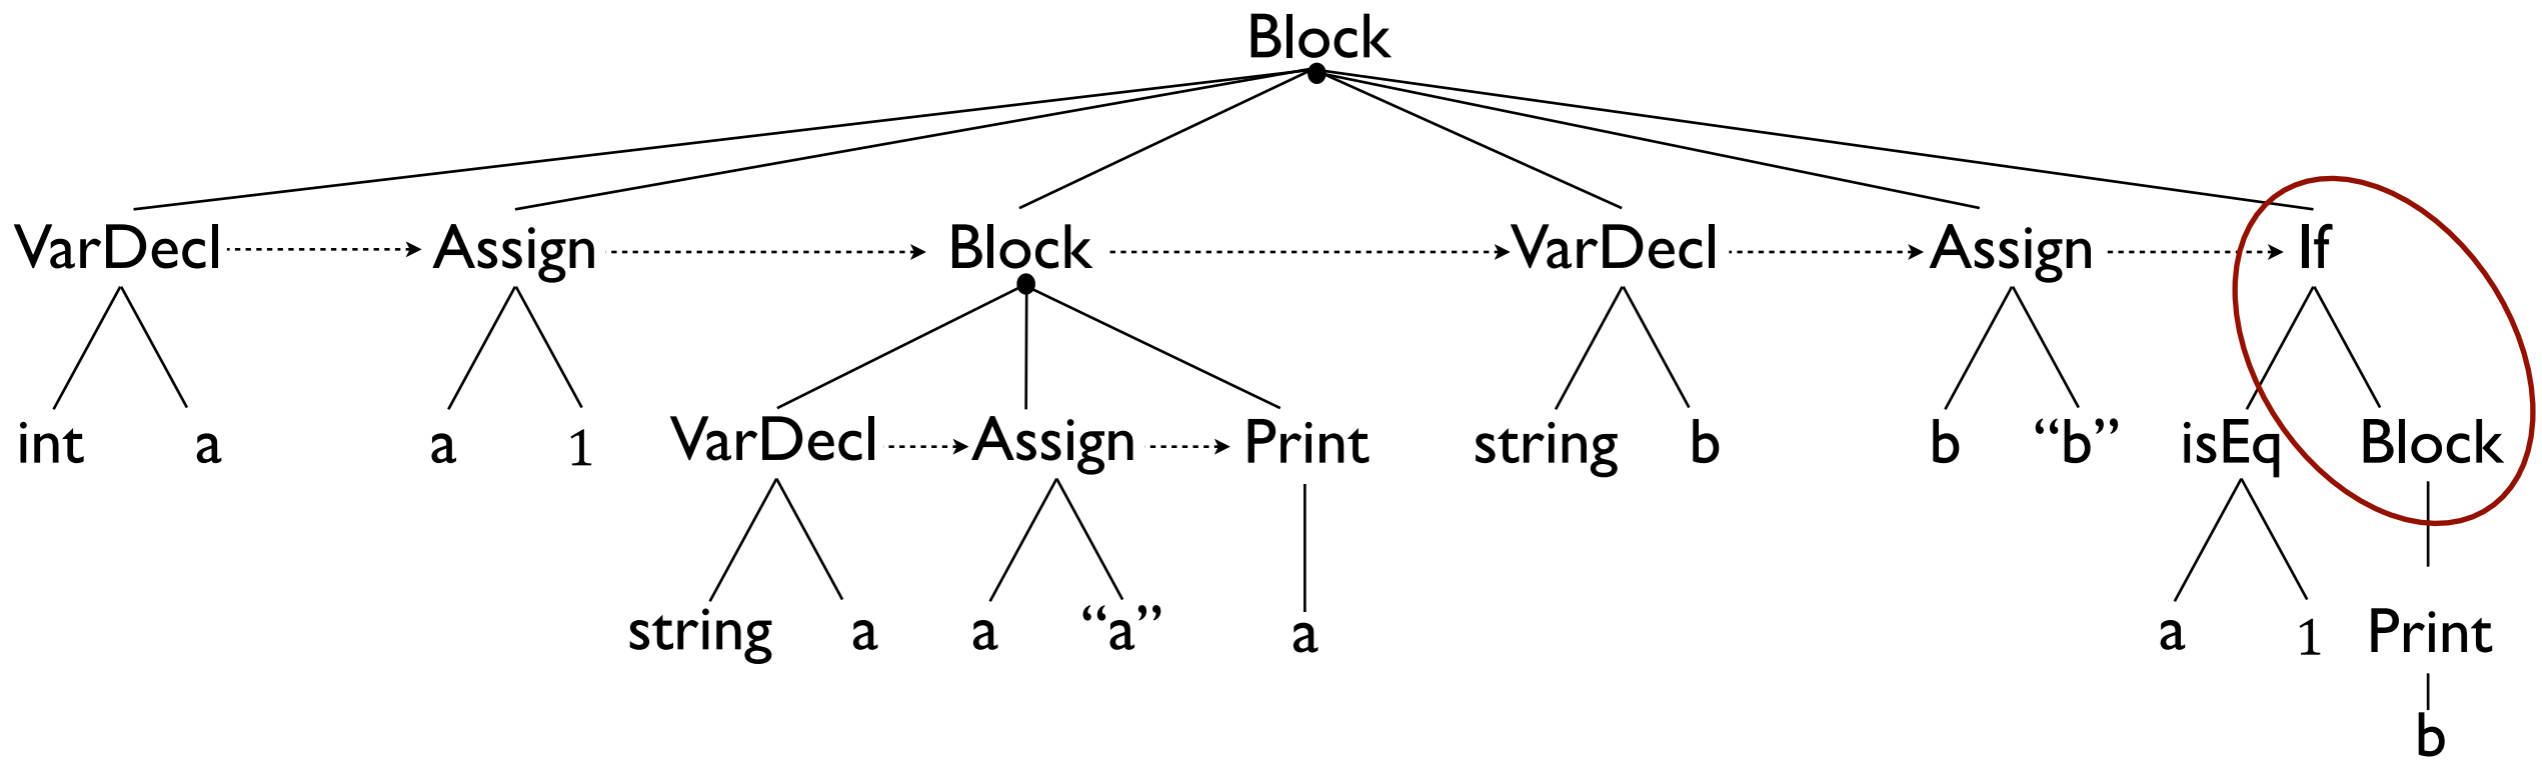 Block
VarDecl Assign Block VarDecl Assign If
int a a 1 VarDecl Assign Print string b b “b” isEq Block
string a a “a” a a 1 Print
b